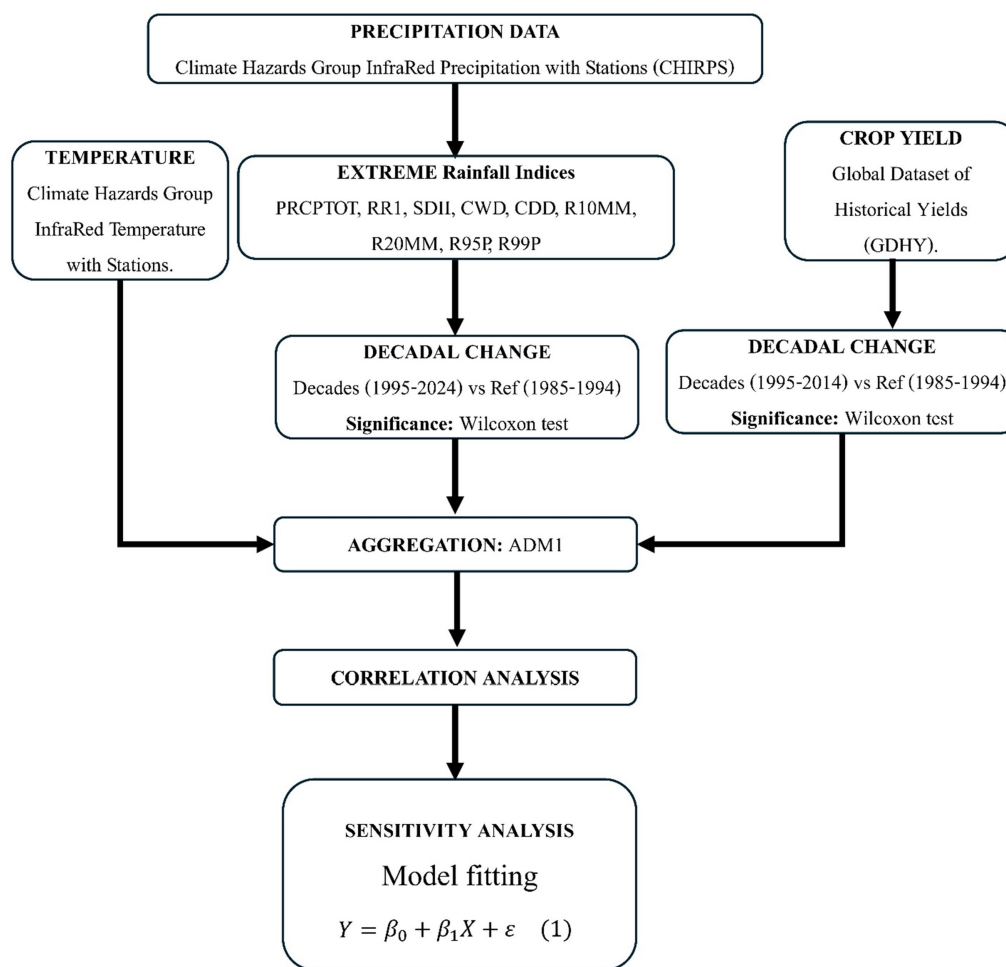 PRECIPITATION DATA
Climate Hazards Group InfraRed Precipitation with Stations (CHIRPS)
TEMPERATURE
Climate Hazards Group
InfraRed Temperature
with Stations.
EXTREME Rainfall Indices
PRCPTOT, RR1, SDII, CWD, CDD, R10MM,
R20MM, R95P, R99P
CROP YIELD
Global Dataset of
Historical Yields
(GDHY).
DECADAL CHANGE
Decades (1995-2024) vs Ref (1985-1994)
Significance: Wilcoxon test
DECADAL CHANGE
Decades (1995-2014) vs Ref (1985-1994)
Significance: Wilcoxon test
AGGREGATION: ADM1
CORRELATION ANALYSIS
SENSITIVITY ANALYSIS
Model fitting
Y = β₀ + β₁X + ε (1)